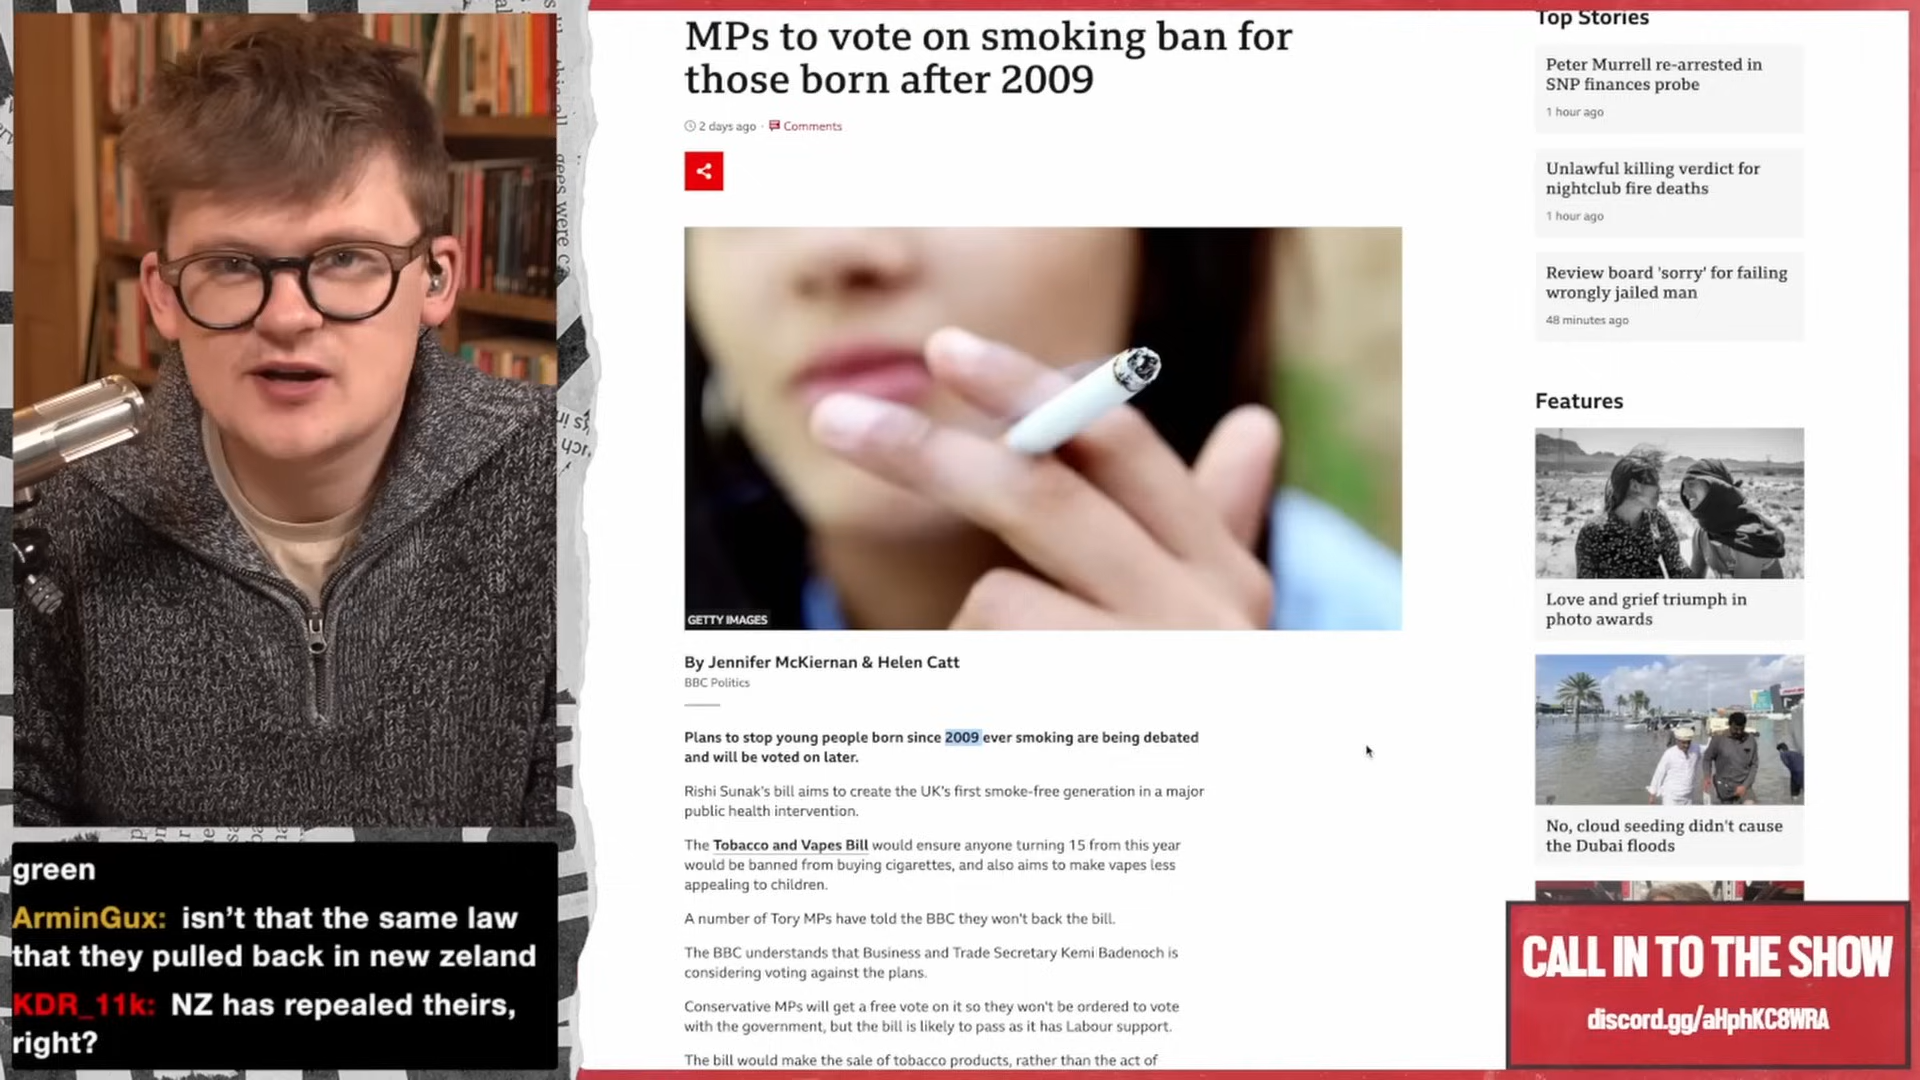 MPs to vote on smoking ban for
those born after 2009
2 days ago · Comments
GETTY IMAGES
By Jennifer McKiernan & Helen Catt
BBC Politics
Plans to stop young people born since 2009 ever smoking are being debated
and will be voted on later.
Rishi Sunak's bill aims to create the UK's first smoke-free generation in a major
public health intervention.
The Tobacco and Vapes Bill would ensure anyone turning 15 from this year
would be banned from buying cigarettes, and also aims to make vapes less
appealing to children.
A number of Tory MPs have told the BBC they won't back the bill.
The BBC understands that Business and Trade Secretary Kemi Badenoch is
considering voting against the plans.
Conservative MPs will get a free vote on it so they won't be ordered to vote
with the government, but the bill is likely to pass as it has Labour support.
The bill would make the sale of tobacco products, rather than the act of
Top Stories
Peter Murrell re-arrested in
SNP finances probe
1 hour ago
Unlawful killing verdict for
nightclub fire deaths
1 hour ago
Review board 'sorry' for failing
wrongly jailed man
48 minutes ago
Features
Love and grief triumph in
photo awards
No, cloud seeding didn't cause
the Dubai floods
green
ArminGux: isn't that the same law
that they pulled back in new zeland
KDR_11k: NZ has repealed theirs,
right?
CALL IN TO THE SHOW
discord.gg/aHphKC8WRA